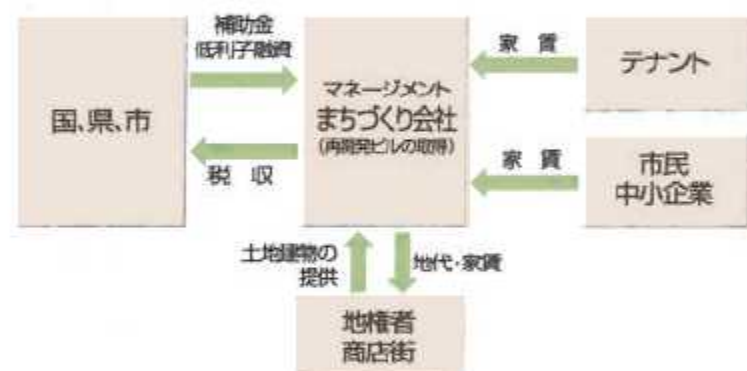 補助金
低利子融資
国、県、市
税 収
マネージメント
まちづくり会社
(再開発ビルの取得)
家 賃
テナント
家 賃
市民
中小企業
土地建物の
提供
地代・家賃
地権者
商店街